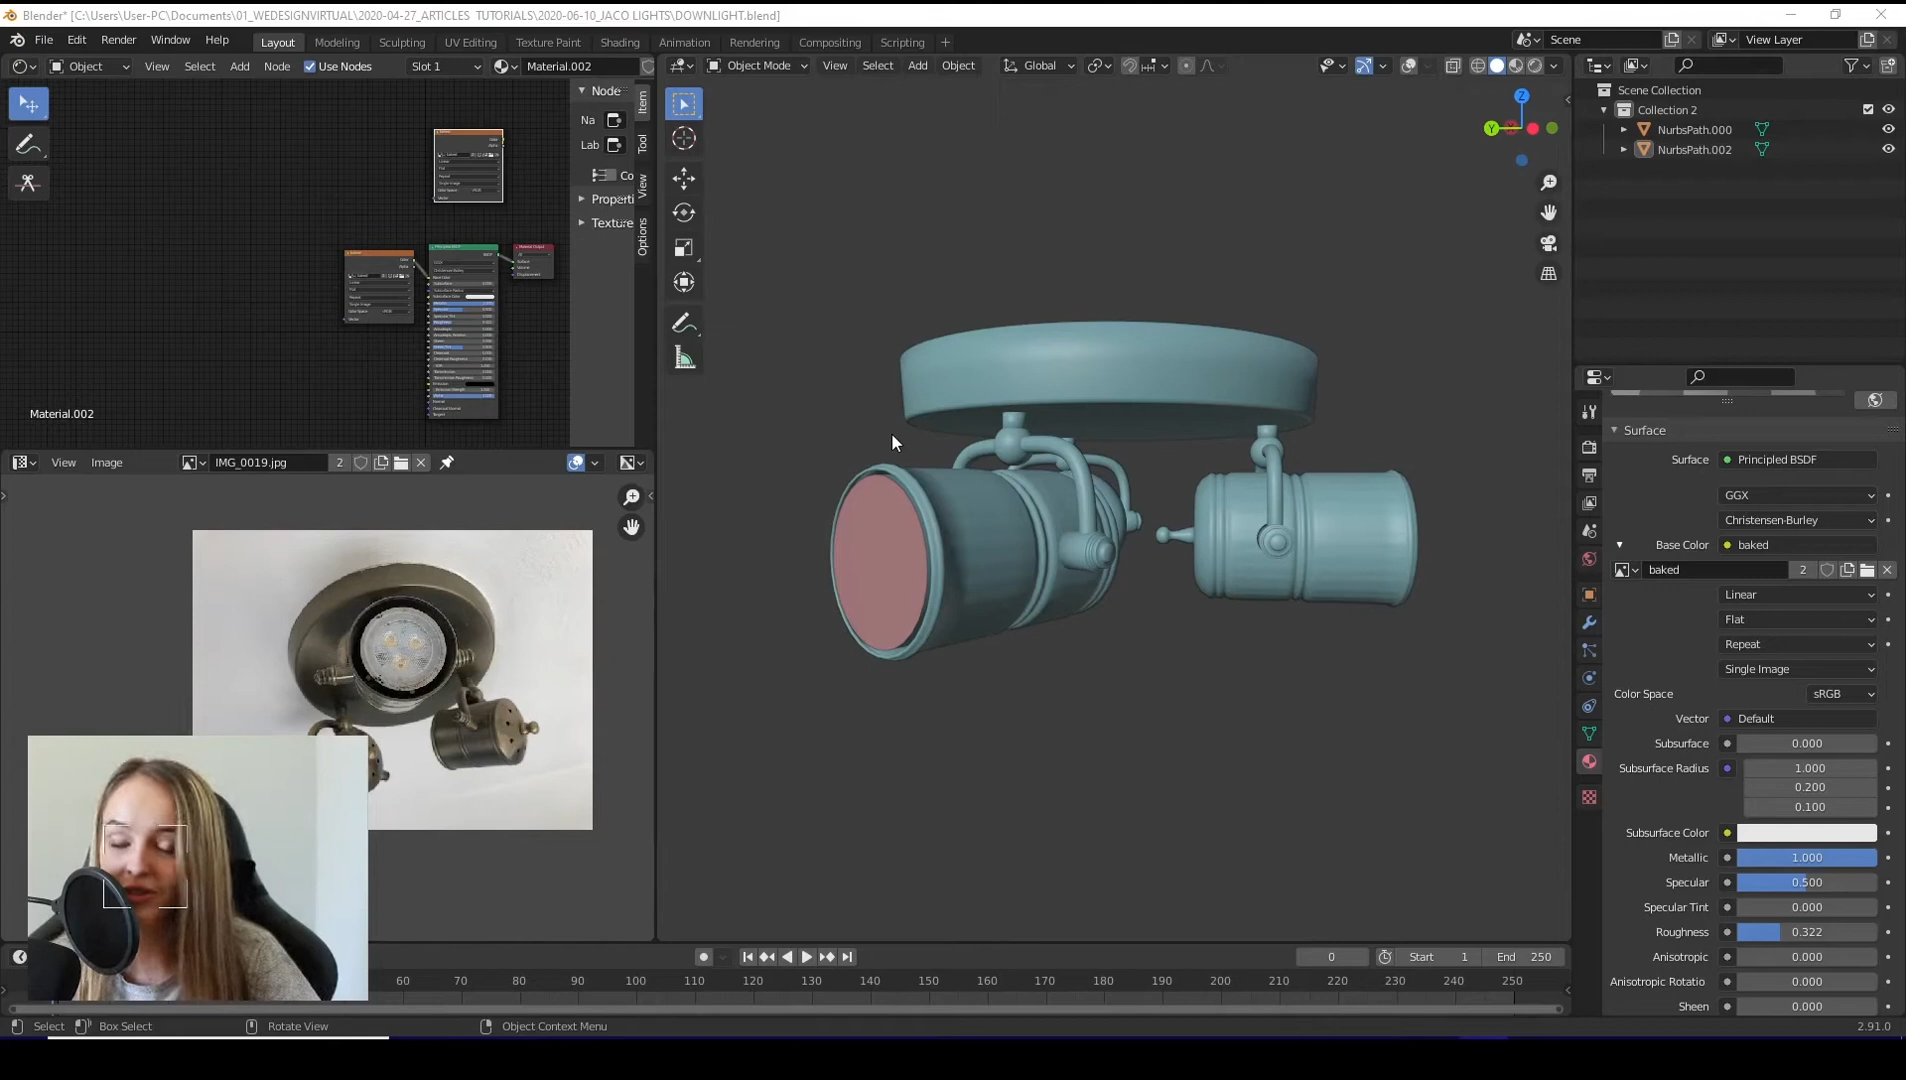 Blender* [C:\Users\User-PC\Documents\01_WEDESIGNVIRTUAL\2020-04-27_ARTICLES TUTORIALS\2020-06-10_JACO LIGHTS\DOWNLIGHT.blend]
File Edit Render Window Help Layout Modeling Sculpting UV Editing Texture Paint Shading Animation Rendering Compositing Scripting + Scene View Layer
Object View Select Add Node Use Nodes Slot 1 Material.002 Object Mode View Select Add Object Global
Node
Na
Lab
Co
Properti
Texture
Item
Tool
View
Options
Material.002
Z
Y
Scene Collection
Collection 2
NurbsPath.000
NurbsPath.002
View Image IMG_0019.jpg 2
Surface
Surface Principled BSDF
GGX
Christensen-Burley
Base Color baked
baked 2
Linear
Flat
Repeat
Single Image
Color Space sRGB
Vector Default
Subsurface 0.000
Subsurface Radius 1.000
0.200
0.100
Subsurface Color
Metallic 1.000
Specular 0.500
Specular Tint 0.000
Roughness 0.322
Anisotropic 0.000
Anisotropic Rotatio 0.000
Sheen 0.000
0 Start 1 End 250
60 70 80 90 100 110 120 130 140 150 160 170 180 190 200 210 220 230 240 250
Select Box Select Rotate View Object Context Menu 2.91.0